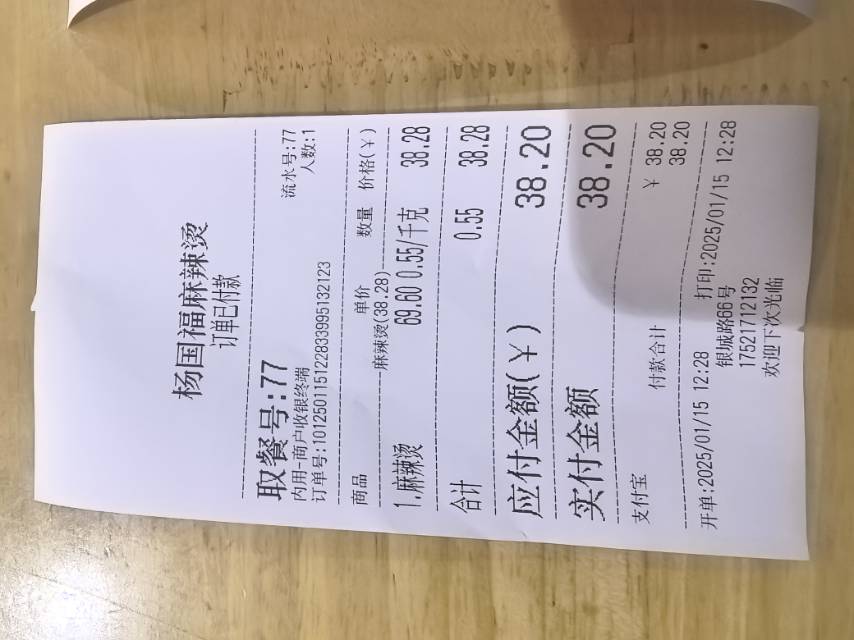 杨国福麻辣烫
订单已付款
取餐号:77 流水号:77
内用-商户收银终端 人数:1
订单号:101250115122833995132123
商品 单价 数量 价格(￥)
麻辣烫(38.28)
1.麻辣烫 69.60 0.55/千克 38.28
合计 0.55 38.28
应付金额(￥) 38.20
实付金额 38.20
支付宝 ￥ 38.20
付款合计 38.20
开单:2025/01/15 12:28 打印:2025/01/15 12:28
银城路66号
17521712132
欢迎下次光临